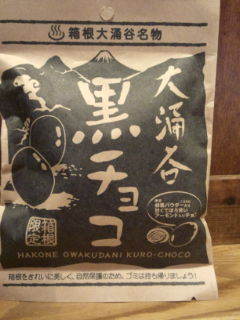 箱根大涌谷名物
大涌谷
黒チョコ
箱根
限定
HAKONE OWAKUDANI KURO-CHOCO
箱根をきれいに美しく、自然保護のため、ゴミは持ち帰りましょう!